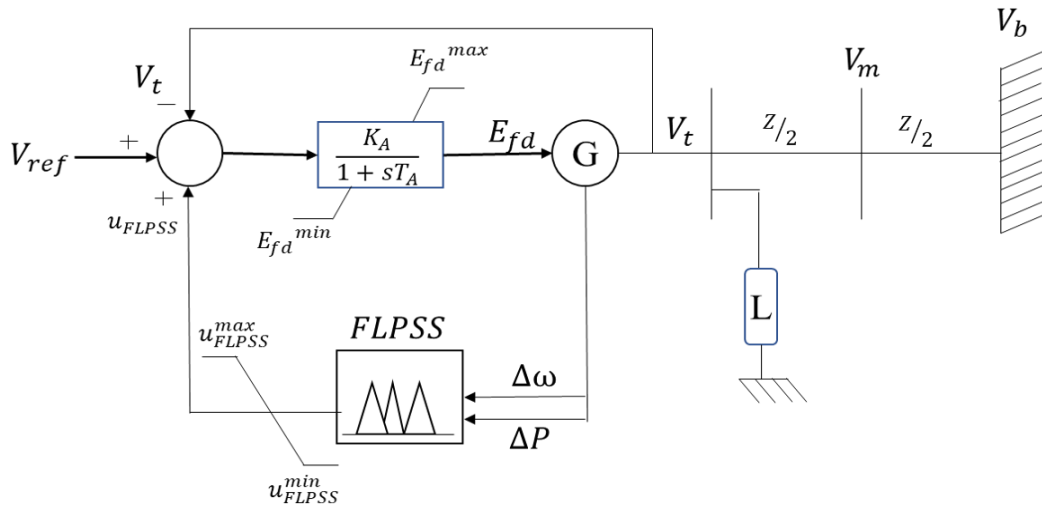 V_b
E_fd^max
V_m
V_t
−
K_A
E_fd
V_t
Z/2
Z/2
+
V_ref
G
1 + sT_A
+
u_FLPSS
E_fd^min
L
FLPSS
u_FLPSS^max
Δω
ΔP
u_FLPSS^min